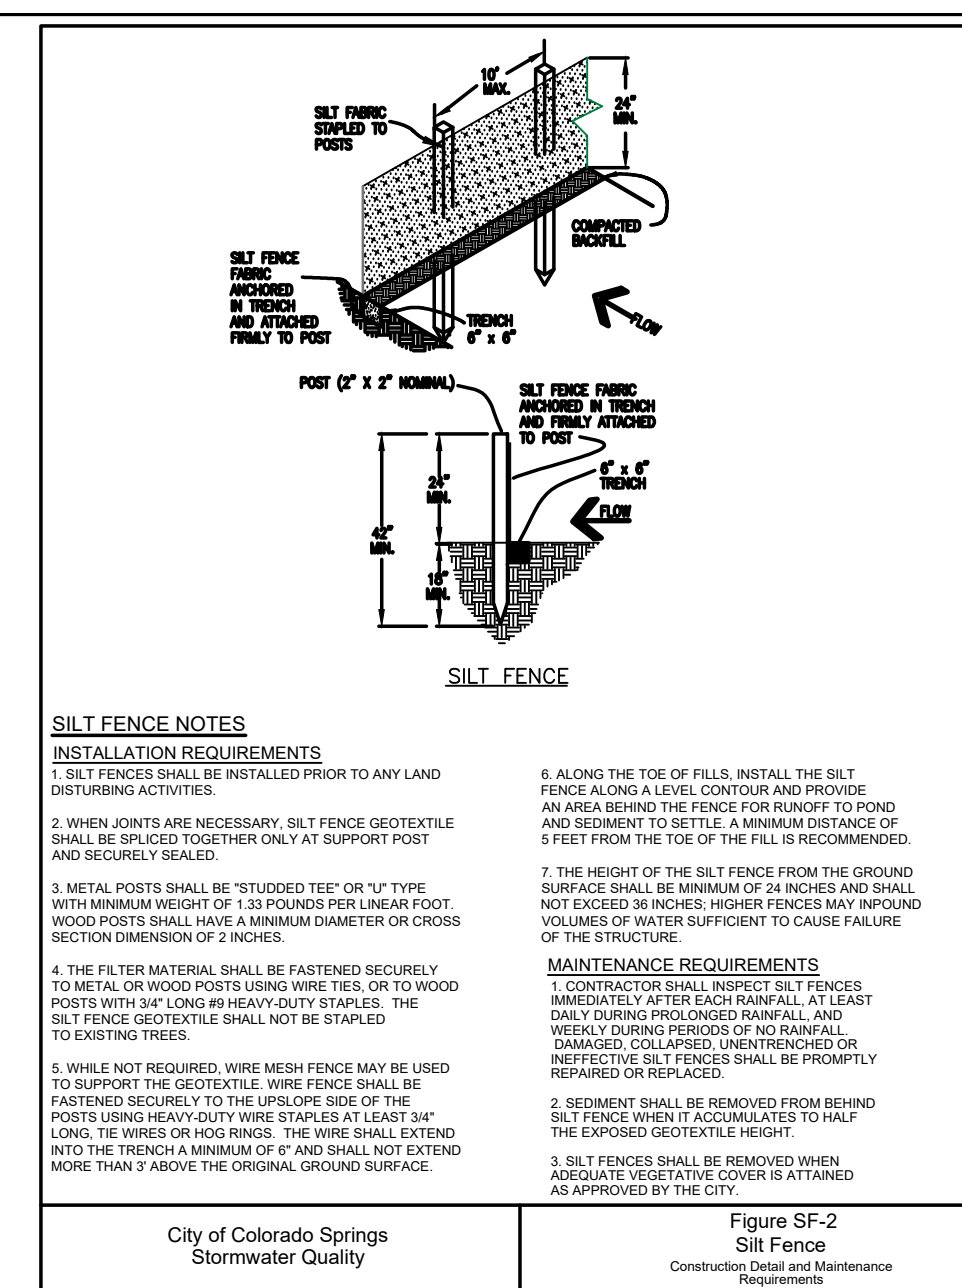 10'
MAX.
SILT FABRIC
STAPLED TO
POSTS
24"
MIN.
COMPACTED
BACKFILL
SILT FENCE
FABRIC
ANCHORED
IN TRENCH
AND ATTACHED
FIRMLY TO POST
TRENCH
6" x 6"
FLOW
POST (2" X 2" NOMINAL)
SILT FENCE FABRIC
ANCHORED IN TRENCH
AND FIRMLY ATTACHED
TO POST
6" x 6"
TRENCH
24"
MIN.
FLOW
42"
MIN.
18"
MIN.
SILT FENCE
SILT FENCE NOTES
INSTALLATION REQUIREMENTS
1. SILT FENCES SHALL BE INSTALLED PRIOR TO ANY LAND
DISTURBING ACTIVITIES.
2. WHEN JOINTS ARE NECESSARY, SILT FENCE GEOTEXTILE
SHALL BE SPLICED TOGETHER ONLY AT SUPPORT POST
AND SECURELY SEALED.
3. METAL POSTS SHALL BE "STUDDED TEE" OR "U" TYPE
WITH MINIMUM WEIGHT OF 1.33 POUNDS PER LINEAR FOOT.
WOOD POSTS SHALL HAVE A MINIMUM DIAMETER OR CROSS
SECTION DIMENSION OF 2 INCHES.
4. THE FILTER MATERIAL SHALL BE FASTENED SECURELY
TO METAL OR WOOD POSTS USING WIRE TIES, OR TO WOOD
POSTS WITH 3/4" LONG #9 HEAVY-DUTY STAPLES. THE
SILT FENCE GEOTEXTILE SHALL NOT BE STAPLED
TO EXISTING TREES.
5. WHILE NOT REQUIRED, WIRE MESH FENCE MAY BE USED
TO SUPPORT THE GEOTEXTILE. WIRE FENCE SHALL BE
FASTENED SECURELY TO THE UPSLOPE SIDE OF THE
POSTS USING HEAVY-DUTY WIRE STAPLES AT LEAST 3/4"
LONG, TIE WIRES OR HOG RINGS. THE WIRE SHALL EXTEND
INTO THE TRENCH A MINIMUM OF 6" AND SHALL NOT EXTEND
MORE THAN 3' ABOVE THE ORIGINAL GROUND SURFACE.
6. ALONG THE TOE OF FILLS, INSTALL THE SILT
FENCE ALONG A LEVEL CONTOUR AND PROVIDE
AN AREA BEHIND THE FENCE FOR RUNOFF TO POND
AND SEDIMENT TO SETTLE. A MINIMUM DISTANCE OF
5 FEET FROM THE TOE OF THE FILL IS RECOMMENDED.
7. THE HEIGHT OF THE SILT FENCE FROM THE GROUND
SURFACE SHALL BE MINIMUM OF 24 INCHES AND SHALL
NOT EXCEED 36 INCHES; HIGHER FENCES MAY INPOUND
VOLUMES OF WATER SUFFICIENT TO CAUSE FAILURE
OF THE STRUCTURE.
MAINTENANCE REQUIREMENTS
1. CONTRACTOR SHALL INSPECT SILT FENCES
IMMEDIATELY AFTER EACH RAINFALL, AT LEAST
DAILY DURING PROLONGED RAINFALL, AND
WEEKLY DURING PERIODS OF NO RAINFALL.
DAMAGED, COLLAPSED, UNENTRENCHED OR
INEFFECTIVE SILT FENCES SHALL BE PROMPTLY
REPAIRED OR REPLACED.
2. SEDIMENT SHALL BE REMOVED FROM BEHIND
SILT FENCE WHEN IT ACCUMULATES TO HALF
THE EXPOSED GEOTEXTILE HEIGHT.
3. SILT FENCES SHALL BE REMOVED WHEN
ADEQUATE VEGETATIVE COVER IS ATTAINED
AS APPROVED BY THE CITY.
City of Colorado Springs
Stormwater Quality
Figure SF-2
Silt Fence
Construction Detail and Maintenance
Requirements